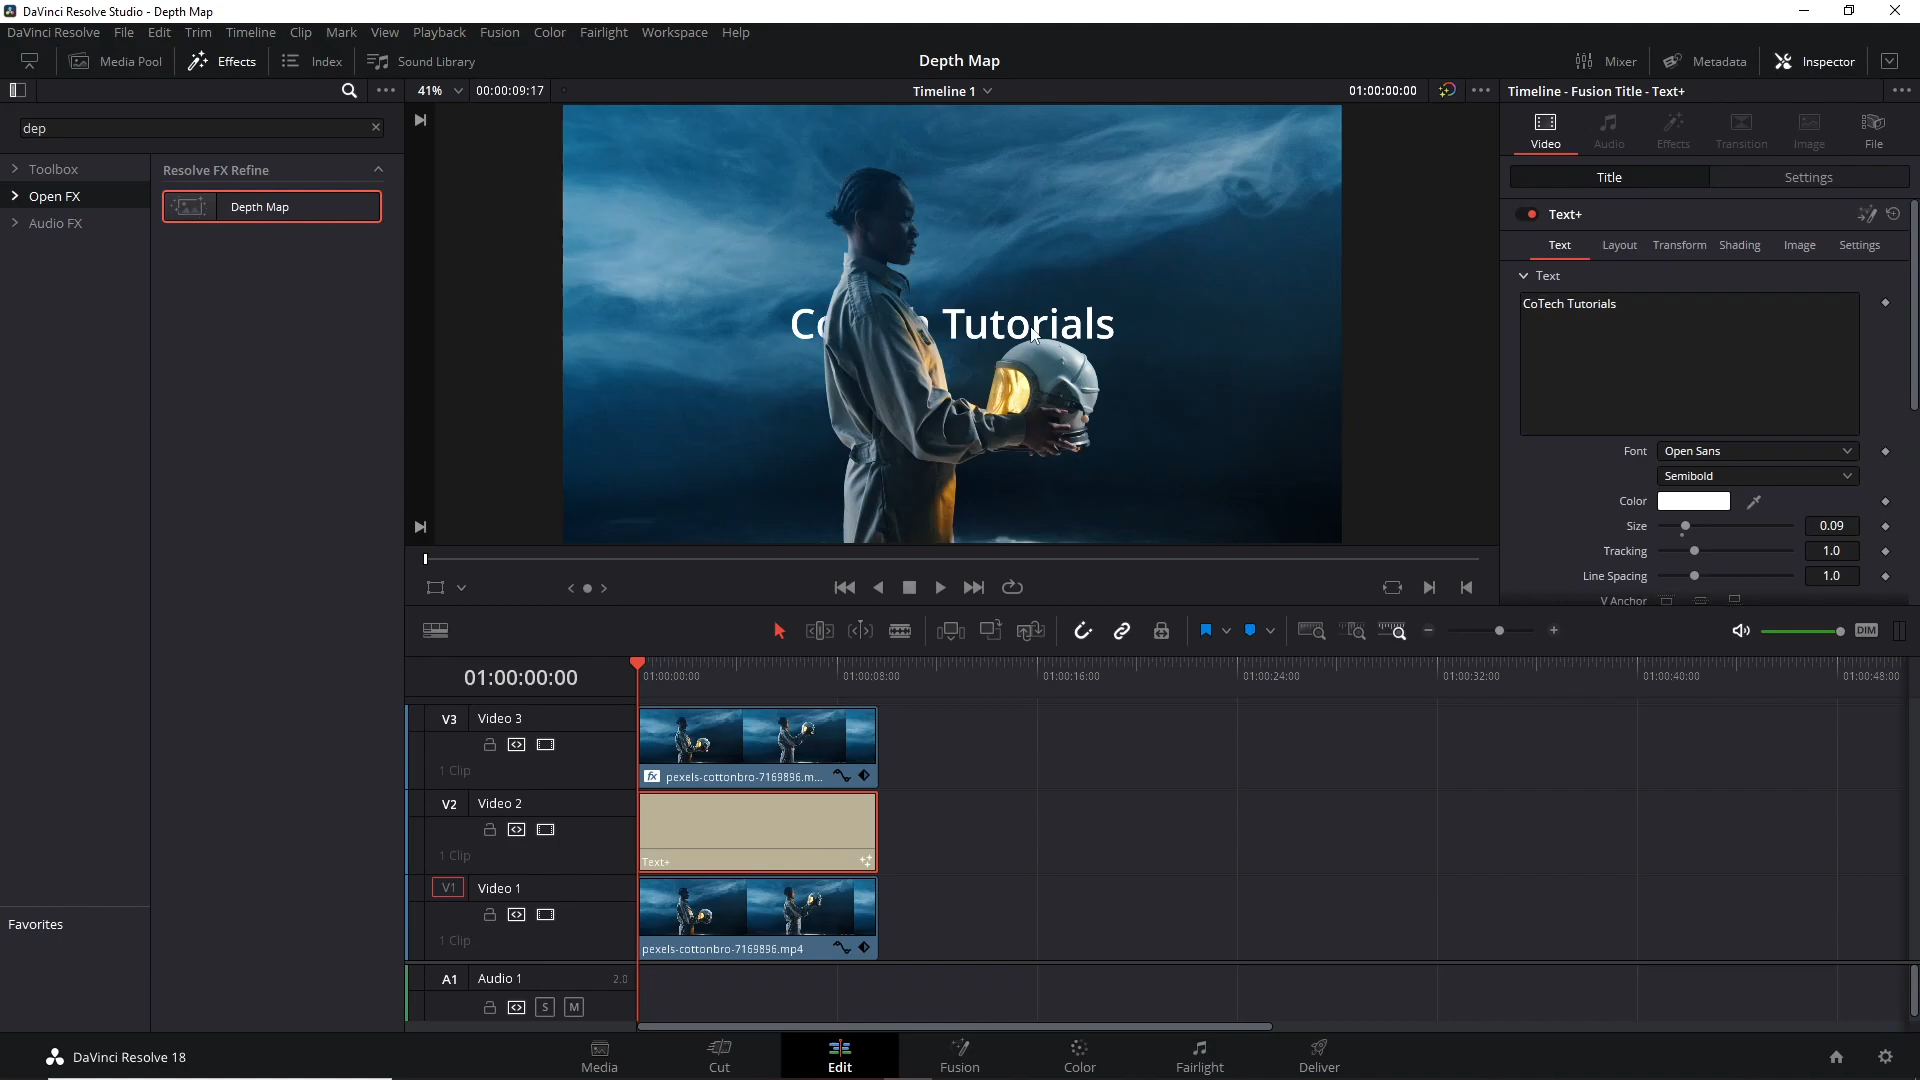 DaVinci Resolve Studio - Depth Map
DaVinci Resolve File Edit Trim Timeline Clip Mark View Playback Fusion Color Fairlight Workspace Help
Media Pool Effects Index Sound Library Depth Map Mixer Metadata Inspector
41% 00:00:09:17 Timeline 1 01:00:00:00 Timeline - Fusion Title - Text+
dep
Video Audio Effects Transition Image File
Toolbox
Open FX
Audio FX
Resolve FX Refine
Depth Map
Title Settings
Text+
Text Layout Transform Shading Image Settings
Text
CoTech Tutorials
Font Open Sans
Semibold
Color
Size 0.09
Tracking 1.0
Line Spacing 1.0
V Anchor
Tutorials
DIM
01:00:00:00
01:00:00:00 01:00:08:00 01:00:16:00 01:00:24:00 01:00:32:00 01:00:40:00 01:00:48:00
V3 Video 3
1 Clip
fx pexels-cottonbro-7169896.m...
V2 Video 2
1 Clip
Text+
V1 Video 1
1 Clip
pexels-cottonbro-7169896.mp4
A1 Audio 1 2.0
S M
Favorites
DaVinci Resolve 18
Media Cut Edit Fusion Color Fairlight Deliver